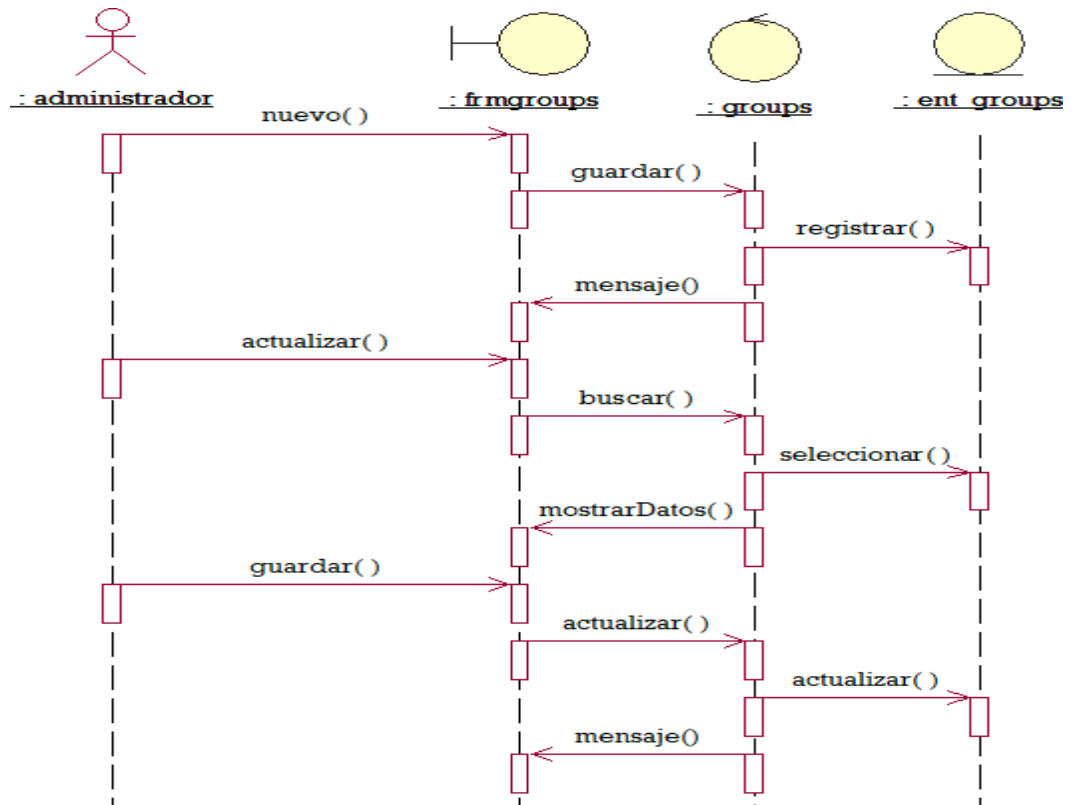 : administrador
: frmgroups
: groups
: ent_groups
nuevo( )
guardar( )
registrar( )
mensaje()
actualizar( )
buscar( )
seleccionar( )
mostrarDatos( )
guardar( )
actualizar( )
actualizar( )
mensaje()